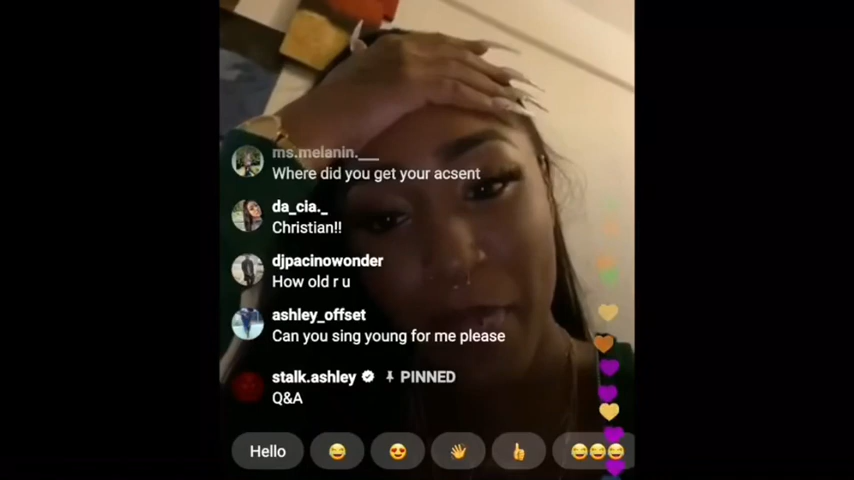 ms.melanin.___
Where did you get your acsent
da_cia._
Christian!!
djpacinowonder
How old r u
ashley_offset
Can you sing young for me please
stalk.ashley PINNED
Q&A
Hello